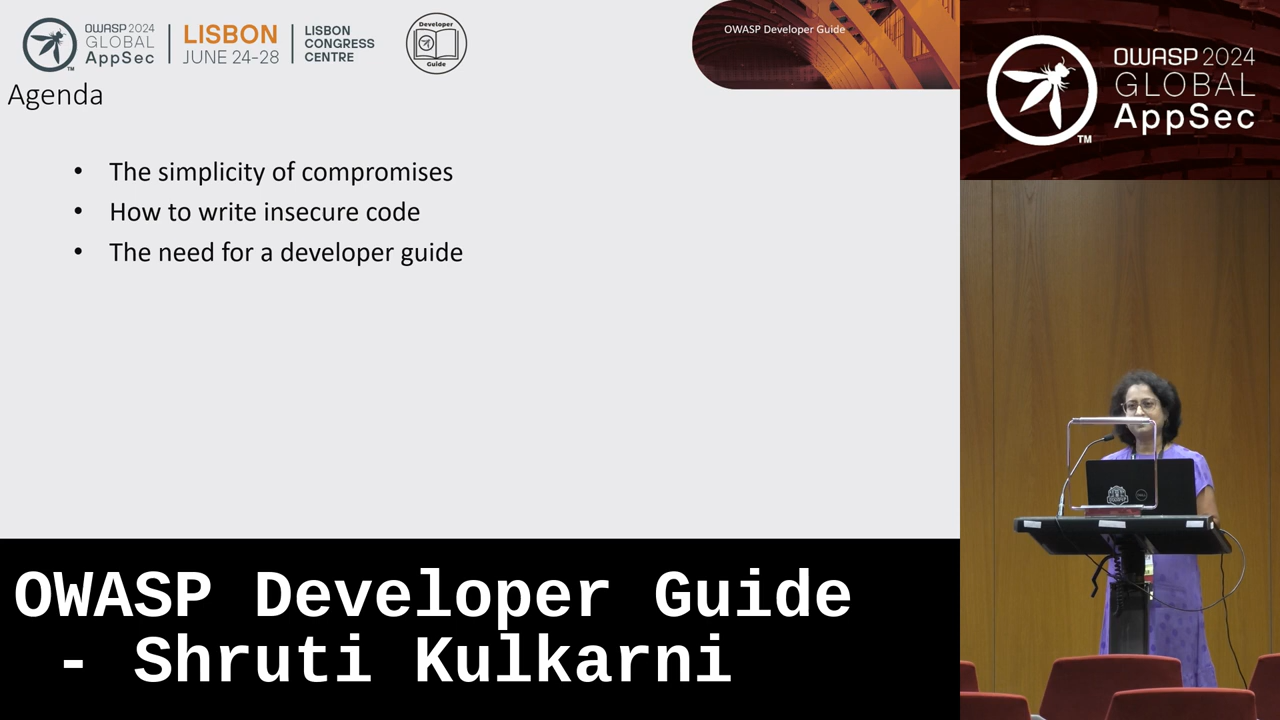 OWASP 2024
GLOBAL
AppSec
TM
LISBON
JUNE 24-28
LISBON
CONGRESS
CENTRE
Developer
Guide
OWASP Developer Guide
Agenda
• The simplicity of compromises
• How to write insecure code
• The need for a developer guide
OWASP Developer Guide
- Shruti Kulkarni
OWASP 2024
GLOBAL
AppSec
TM